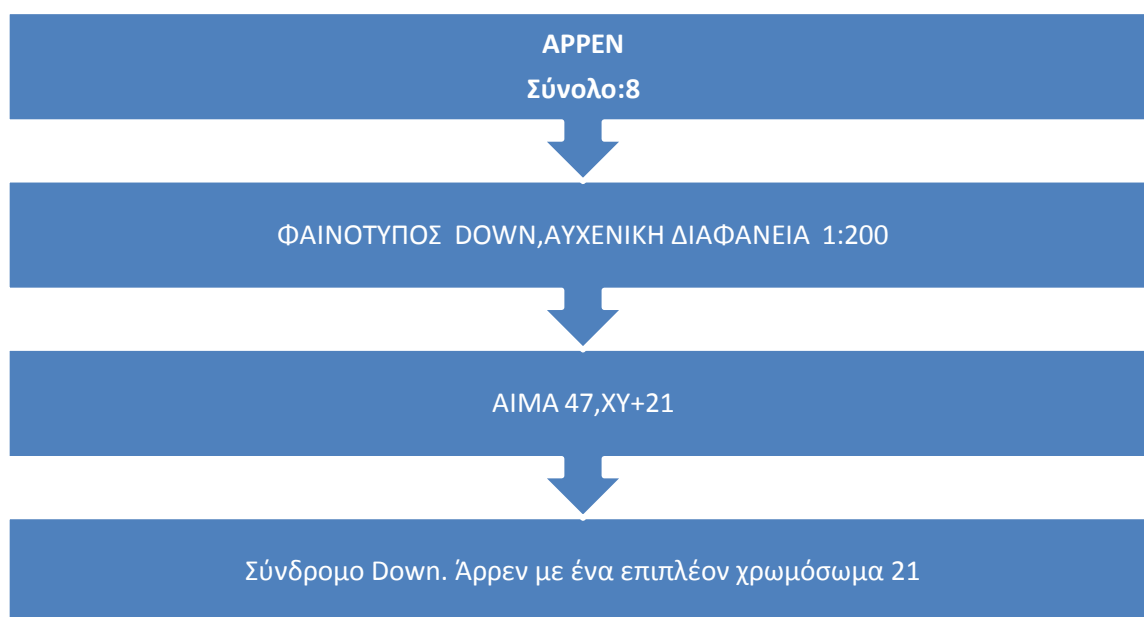 ΑΡΡΕΝ
Σύνολο:8
ΦΑΙΝΟΤΥΠΟΣ DOWN,ΑΥΧΕΝΙΚΗ ΔΙΑΦΑΝΕΙΑ 1:200
ΑΙΜΑ 47,ΧΥ+21
Σύνδρομο Down. Άρρεν με ένα επιπλέον χρωμόσωμα 21